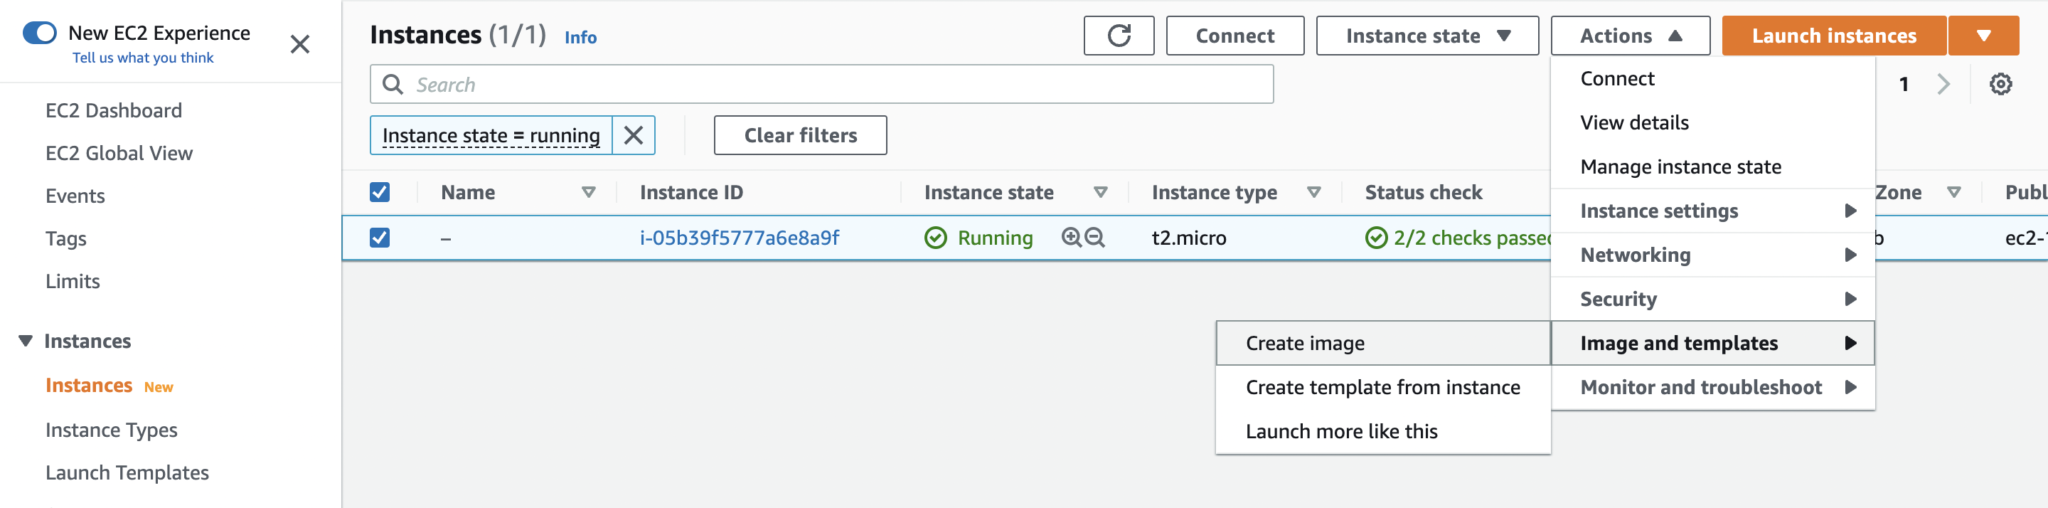 New EC2 Experience
Tell us what you think
EC2 Dashboard
EC2 Global View
Events
Tags
Limits
Instances
Instances New
Instance Types
Launch Templates
Instances (1/1) Info
Connect
Instance state
Actions
Launch instances
Search
1
Instance state = running
Clear filters
Name
Instance ID
Instance state
Instance type
Status check
Zone
–
i-05b39f5777a6e8a9f
Running
t2.micro
2/2 checks
b
ec2-
Connect
View details
Manage instance state
Instance settings
Networking
Security
Image and templates
Monitor and troubleshoot
Create image
Create template from instance
Launch more like this